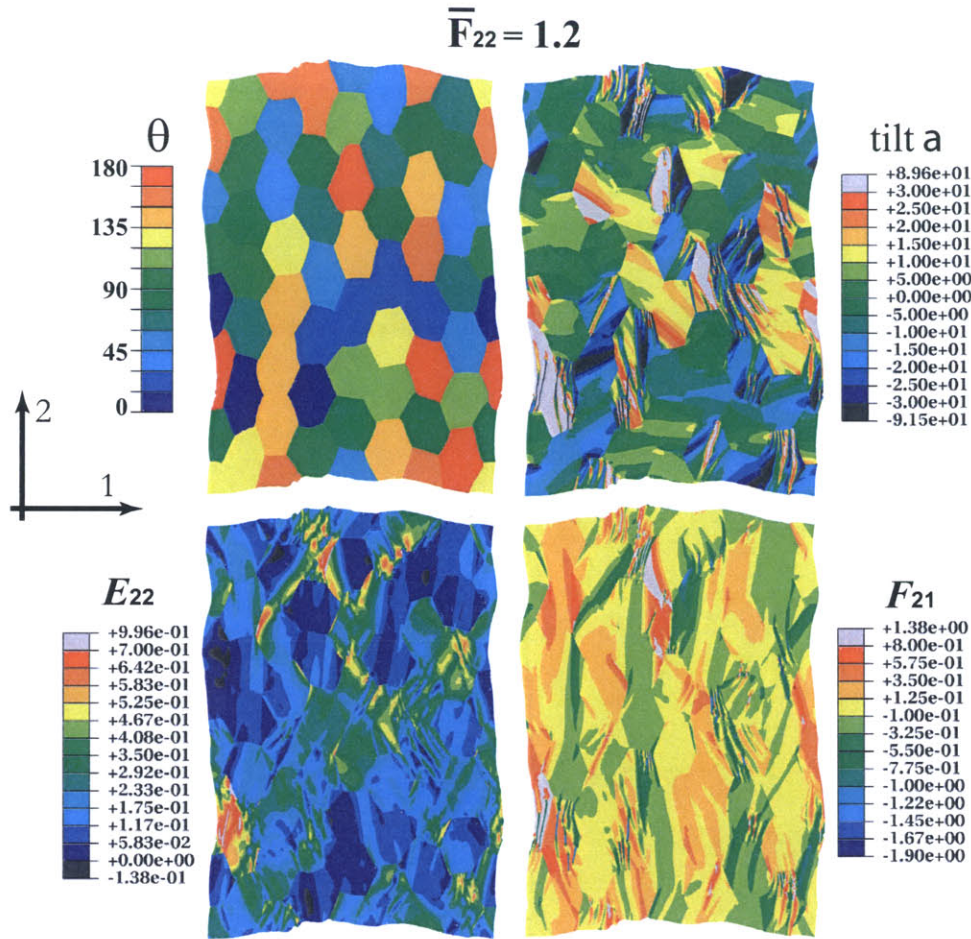 F̅22 = 1.2
θ
180
135
90
45
0
2
1
tilt a
+8.96e+01
+3.00e+01
+2.50e+01
+2.00e+01
+1.50e+01
+1.00e+01
+5.00e+00
+0.00e+00
-5.00e+00
-1.00e+01
-1.50e+01
-2.00e+01
-2.50e+01
-3.00e+01
-9.15e+01
E22
+9.96e-01
+7.00e-01
+6.42e-01
+5.83e-01
+5.25e-01
+4.67e-01
+4.08e-01
+3.50e-01
+2.92e-01
+2.33e-01
+1.75e-01
+1.17e-01
+5.83e-02
+0.00e+00
-1.38e-01
F21
+1.38e+00
+8.00e-01
+5.75e-01
+3.50e-01
+1.25e-01
-1.00e-01
-3.25e-01
-5.50e-01
-7.75e-01
-1.00e+00
-1.22e+00
-1.45e+00
-1.67e+00
-1.90e+00